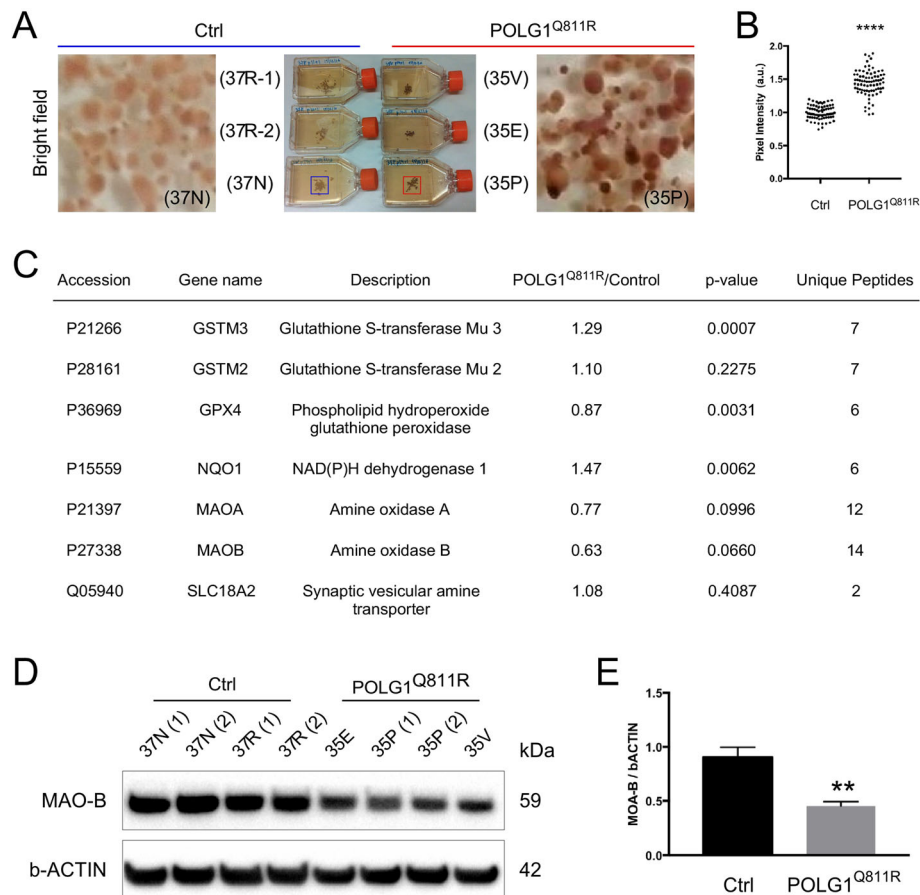 A
Ctrl
POLG1Q811R
Bright field
(37N)
(37R-1)
(37R-2)
(37N)
(35V)
(35E)
(35P)
(35P)
B
****
Pixel Intensity (a.u.)
2.0
1.5
1.0
0.5
0.0
Ctrl POLG1Q811R
C
Accession Gene name Description POLG1Q811R/Control p-value Unique Peptides
P21266 GSTM3 Glutathione S-transferase Mu 3 1.29 0.0007 7
P28161 GSTM2 Glutathione S-transferase Mu 2 1.10 0.2275 7
P36969 GPX4 Phospholipid hydroperoxide 0.87 0.0031 6
glutathione peroxidase
P15559 NQO1 NAD(P)H dehydrogenase 1 1.47 0.0062 6
P21397 MAOA Amine oxidase A 0.77 0.0996 12
P27338 MAOB Amine oxidase B 0.63 0.0660 14
Q05940 SLC18A2 Synaptic vesicular amine 1.08 0.4087 2
transporter
D
Ctrl
POLG1Q811R
37N (1) 37N (2) 37R (1) 37R (2) 35E 35P (1) 35P (2) 35V
kDa
MAO-B 59
b-ACTIN 42
E
MOA-B / bACTIN
1.5
1.0
0.5
0.0
**
Ctrl POLG1Q811R